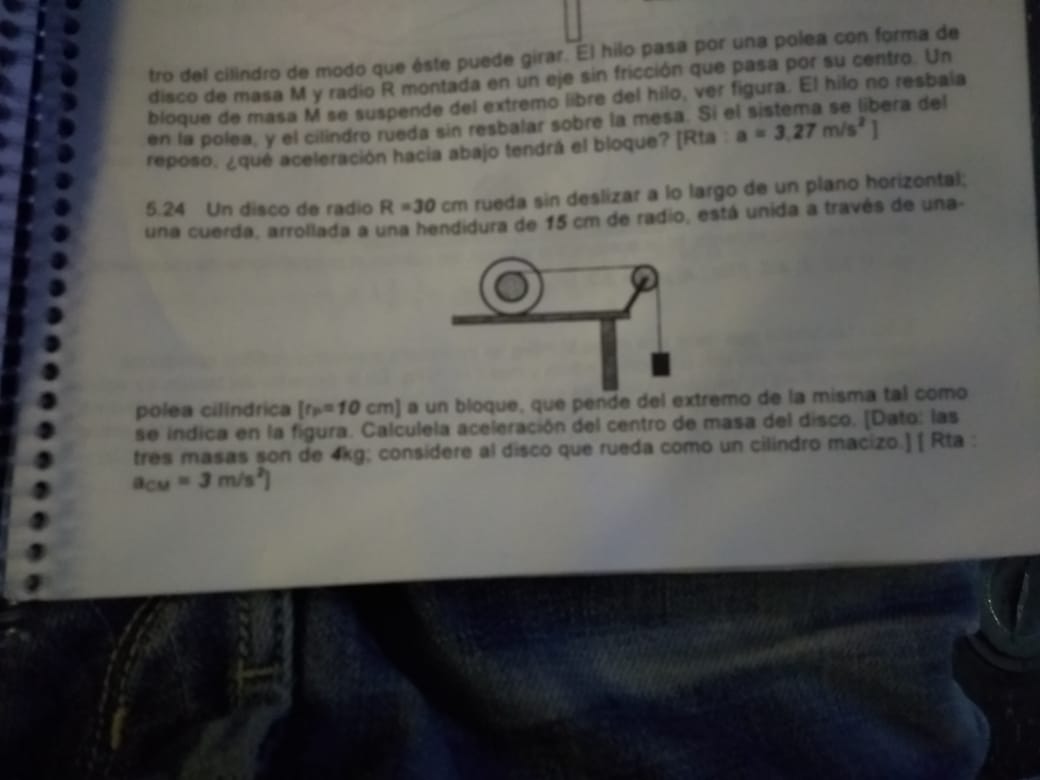 tro del cilindro de modo que éste puede girar. El hilo pasa por una polea con forma de
disco de masa M y radio R montada en un eje sin fricción que pasa por su centro. Un
bloque de masa M se suspende del extremo libre del hilo, ver figura. El hilo no resbala
en la polea, y el cilindro rueda sin resbalar sobre la mesa. Si el sistema se libera del
reposo, ¿qué aceleración hacia abajo tendrá el bloque? [Rta : a = 3,27 m/s² ]
5.24 Un disco de radio R =30 cm rueda sin deslizar a lo largo de un plano horizontal;
una cuerda, arrollada a una hendidura de 15 cm de radio, está unida a través de una-
polea cilíndrica [rₚ=10 cm] a un bloque, que pende del extremo de la misma tal como
se indica en la figura. Calculela aceleración del centro de masa del disco. [Dato: las
tres masas son de 4kg; considere al disco que rueda como un cilindro macizo.] [ Rta :
aCM = 3 m/s²]